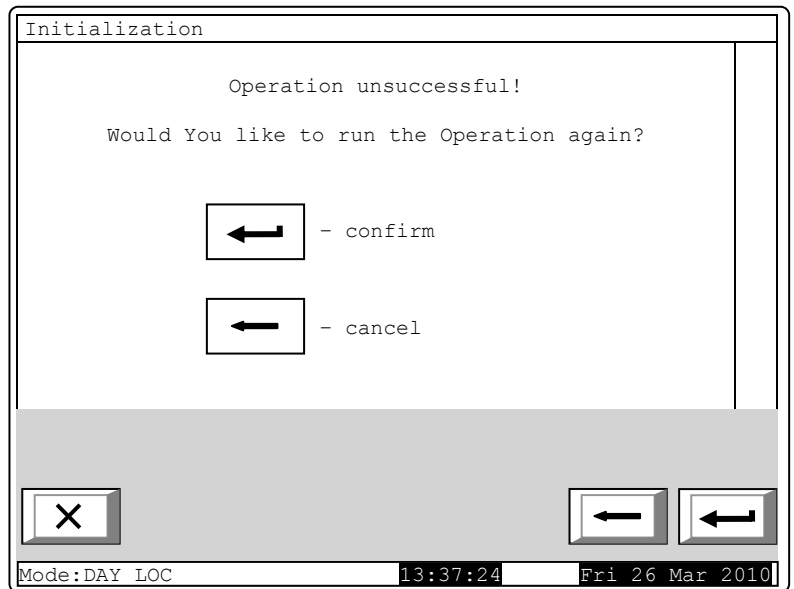 Initialization
Operation unsuccessful!
Would You like to run the Operation again?
- confirm
- cancel
Mode:DAY LOC 13:37:24 Fri 26 Mar 2010